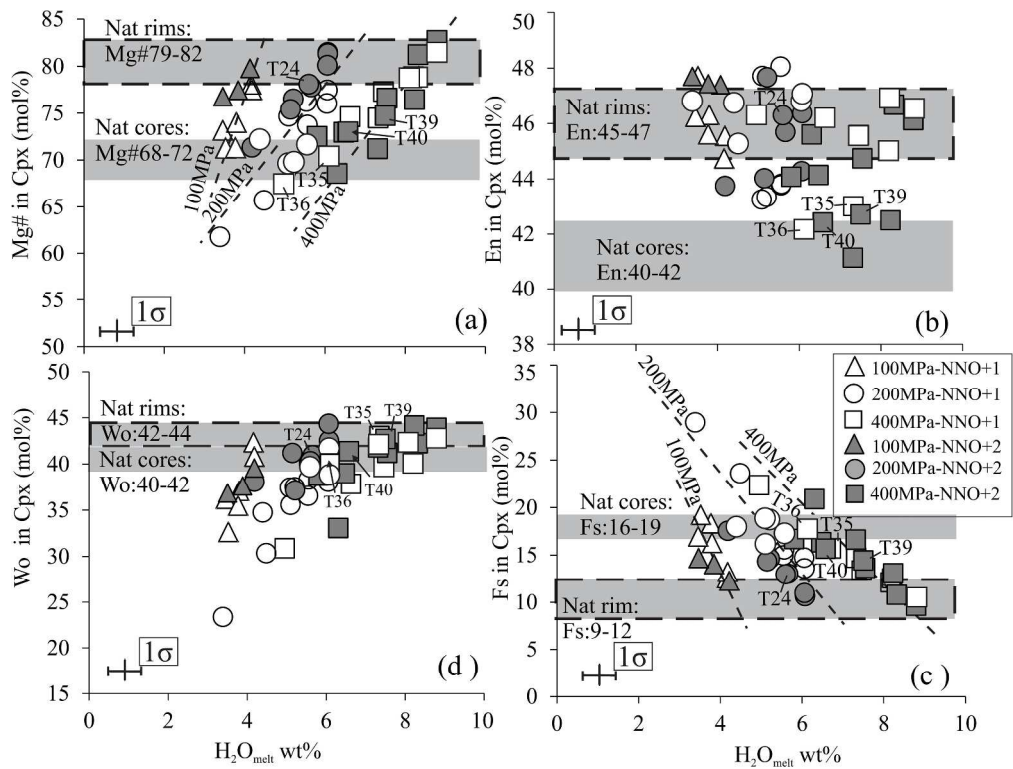 Mg# in Cpx (mol%)
85
80
75
70
65
60
55
50
Nat rims:
Mg#79-82
T24
Nat cores:
Mg#68-72
100MPa
200MPa
400MPa
T39
T40
T35
T36
1σ
(a)
0
2
4
6
8
10
En in Cpx (mol%)
50
48
46
44
42
40
38
T24
Nat rims:
En:45-47
T35
T39
T36
T40
Nat cores:
En:40-42
1σ
(b)
Wo in Cpx (mol%)
50
45
40
35
30
25
20
15
Nat rims:
Wo:42-44
Nat cores:
Wo:40-42
T24
T35
T39
T36
T40
1σ
(d)
0
2
4
6
8
10
H2Omelt wt%
Fs in Cpx (mol%)
35
30
25
20
15
10
5
0
200MPa
100MPa
400MPa
Nat cores:
Fs:16-19
T36
T35
T39
T40
T24
Nat rim:
Fs:9-12
1σ
(c)
0
2
4
6
8
10
H2Omelt wt%
100MPa-NNO+1
200MPa-NNO+1
400MPa-NNO+1
100MPa-NNO+2
200MPa-NNO+2
400MPa-NNO+2